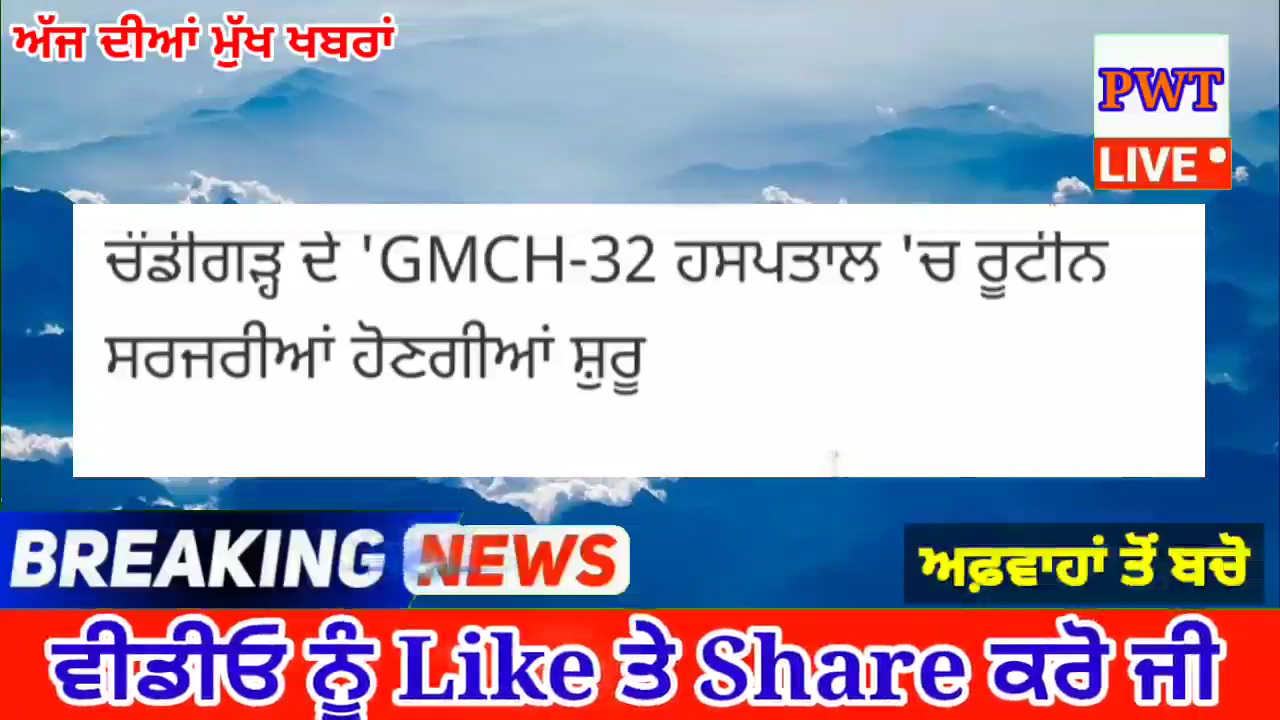 ਅੱਜ ਦੀਆਂ ਮੁੱਖ ਖਬਰਾਂ
PWT
LIVE
ਚੰਡੀਗੜ੍ਹ ਦੇ 'GMCH-32 ਹਸਪਤਾਲ 'ਚ ਰੂਟੀਨ
ਸਰਜਰੀਆਂ ਹੋਣਗੀਆਂ ਸ਼ੁਰੂ
BREAKING NEWS
ਅਫ਼ਵਾਹਾਂ ਤੋਂ ਬਚੋ
ਵੀਡੀਓ ਨੂੰ Like ਤੇ Share ਕਰੋ ਜੀ